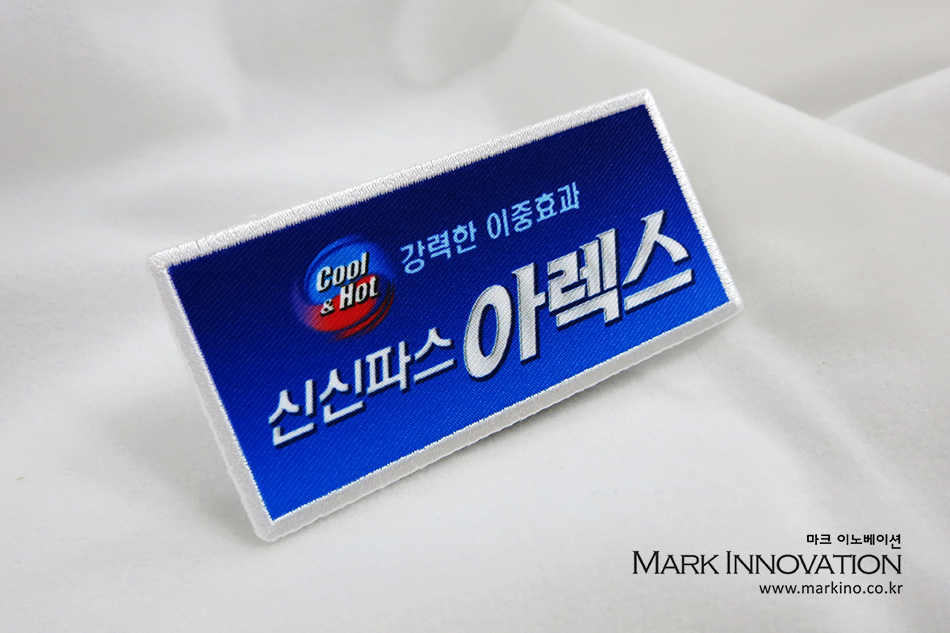 강력한 이중효과
Cool
& Hot
신신파스 아렉스
마크 이노베이션
MARK INNOVATION
www.markino.co.kr